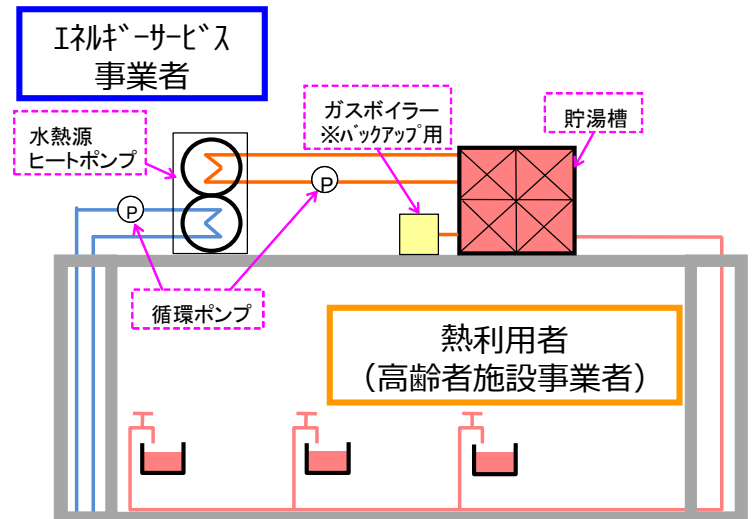 ｴﾈﾙｷﾞｰｻｰﾋﾞｽ
事業者
ガスボイラー
※ﾊﾞｯｸｱｯﾌﾟ用
貯湯槽
水熱源
ヒートポンプ
P
P
循環ポンプ
熱利用者
（高齢者施設事業者）